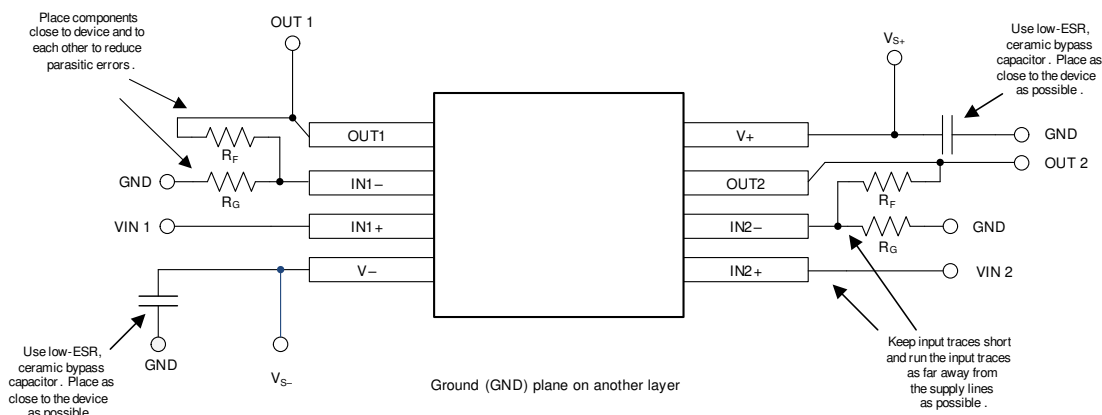 Place components
close to device and to
each other to reduce
parasitic errors .
OUT 1
VS+
Use low-ESR,
ceramic bypass
capacitor . Place as
close to the device
as possible .
OUT1
V+
GND
RF
OUT 2
GND
IN1−
OUT2
RG
RF
VIN 1
IN1+
IN2−
GND
RG
V−
IN2+
VIN 2
Use low-ESR,
ceramic bypass
capacitor . Place as
close to the device
as possible
GND
VS−
Ground (GND) plane on another layer
Keep input traces short
and run the input traces
as far away from
the supply lines
as possible .